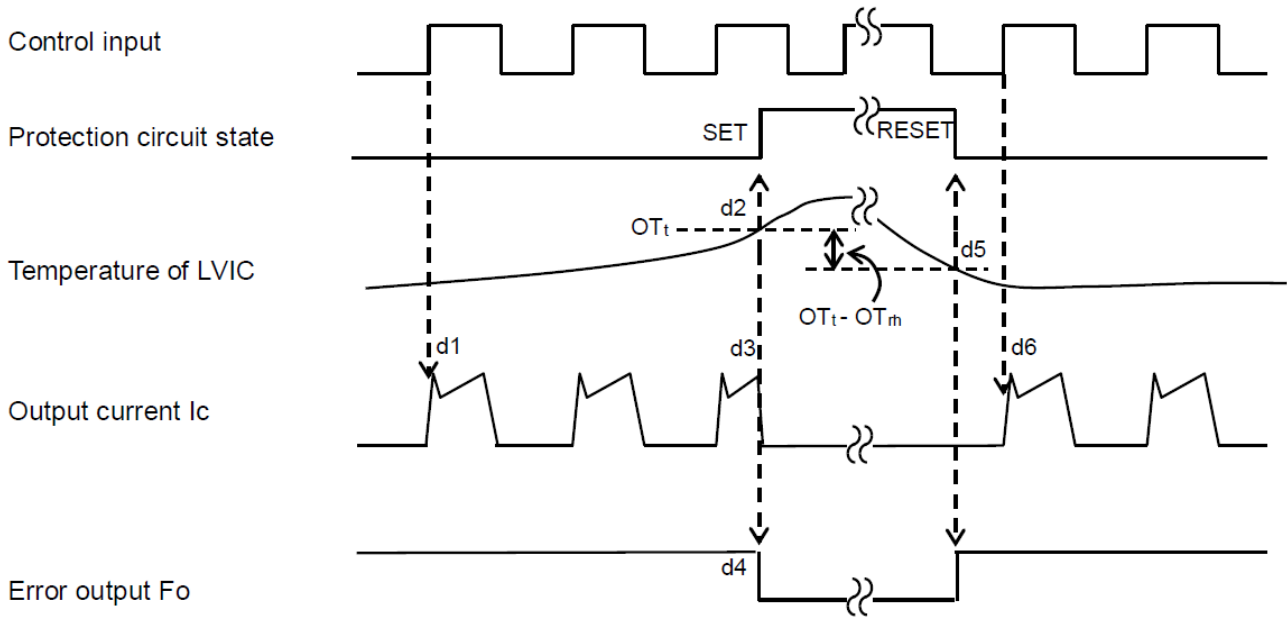 Control input
Protection circuit state
SET
RESET
d2
OTt
d5
Temperature of LVIC
OTt - OTrh
d1
d3
d6
Output current Ic
d4
Error output Fo